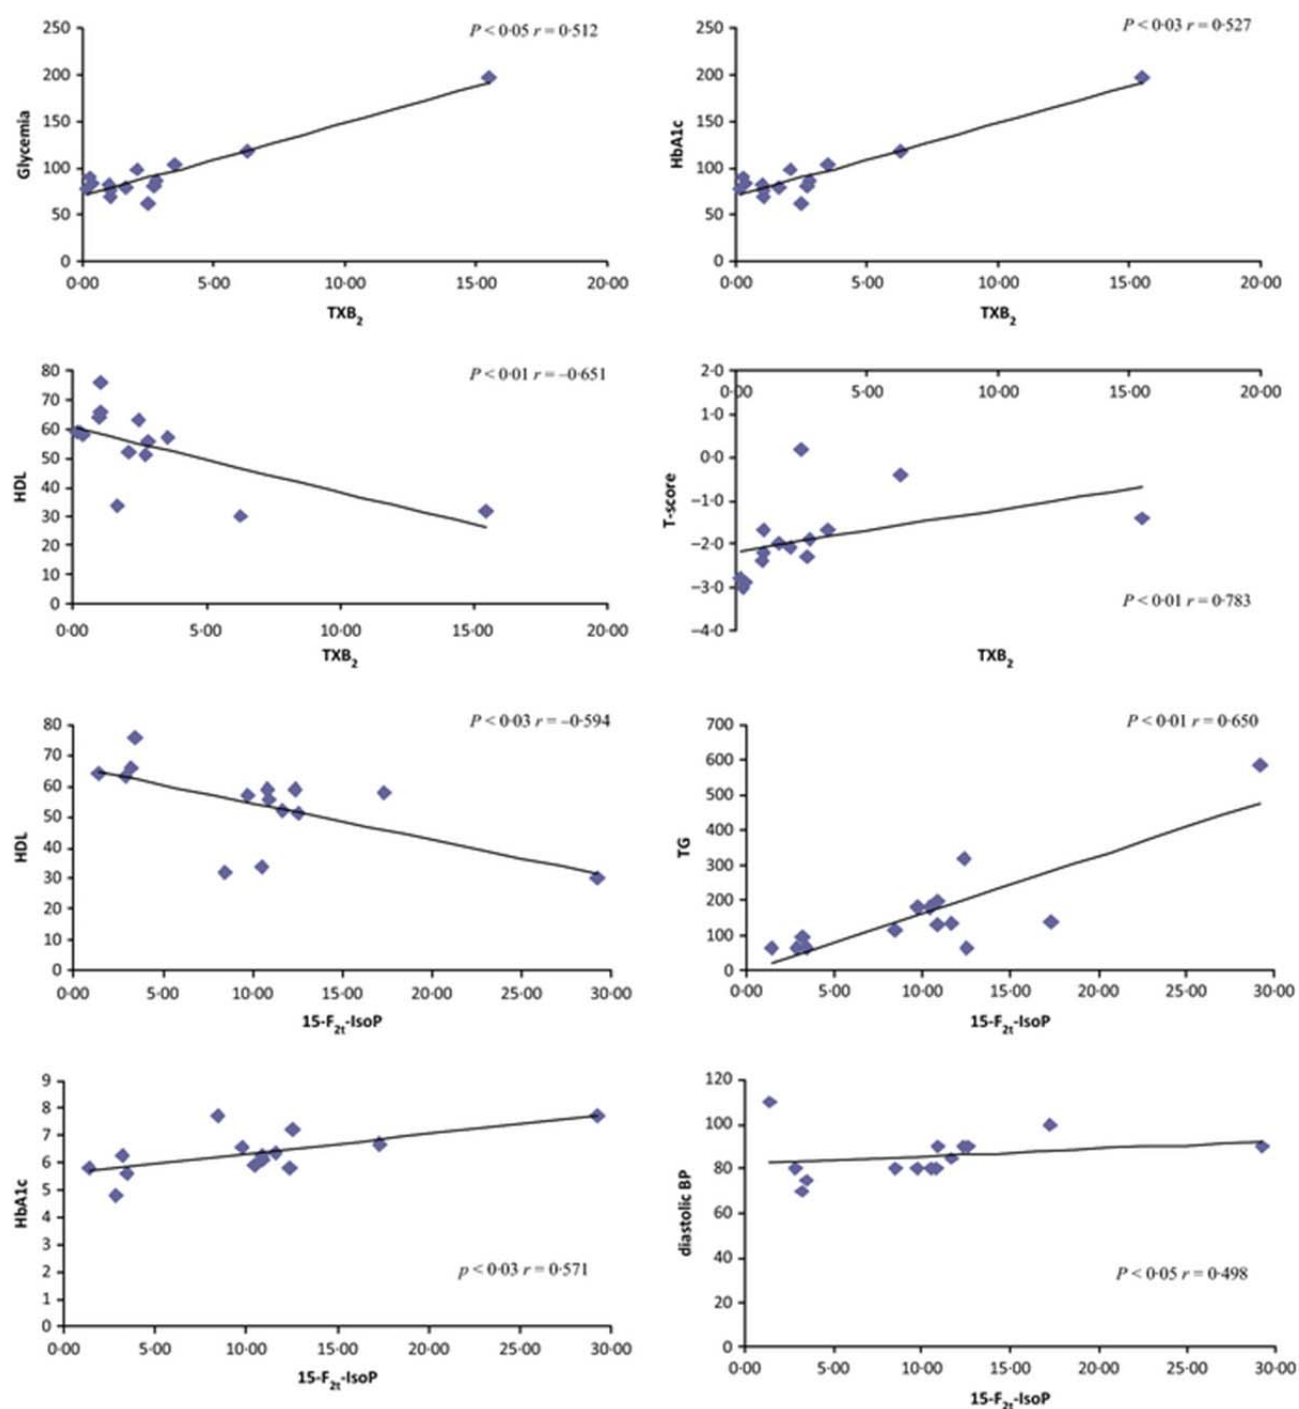 P < 0·05 r = 0·512
250
200
150
100
50
0
Glycemia
0·00 5·00 10·00 15·00 20·00
TXB2
P < 0·03 r = 0·527
250
200
150
100
50
0
HbA1c
0·00 5·00 10·00 15·00 20·00
TXB2
P < 0·01 r = –0·651
80
70
60
50
40
30
20
10
0
HDL
0·00 5·00 10·00 15·00 20·00
TXB2
2·0
0·00 5·00 10·00 15·00 20·00
1·0
0·0
–1·0
–2·0
–3·0
–4·0
T-score
P < 0·01 r = 0·783
TXB2
P < 0·03 r = –0·594
80
70
60
50
40
30
20
10
0
HDL
0·00 5·00 10·00 15·00 20·00 25·00 30·00
15-F2t-IsoP
P < 0·01 r = 0·650
700
600
500
400
300
200
100
0
TG
0·00 5·00 10·00 15·00 20·00 25·00 30·00
15-F2t-IsoP
9
8
7
6
5
4
3
2
1
0
HbA1c
p < 0·03 r = 0·571
0·00 5·00 10·00 15·00 20·00 25·00 30·00
15-F2t-IsoP
120
100
80
60
40
20
0
diastolic BP
P < 0·05 r = 0·498
0·00 5·00 10·00 15·00 20·00 25·00 30·00
15-F2t-IsoP